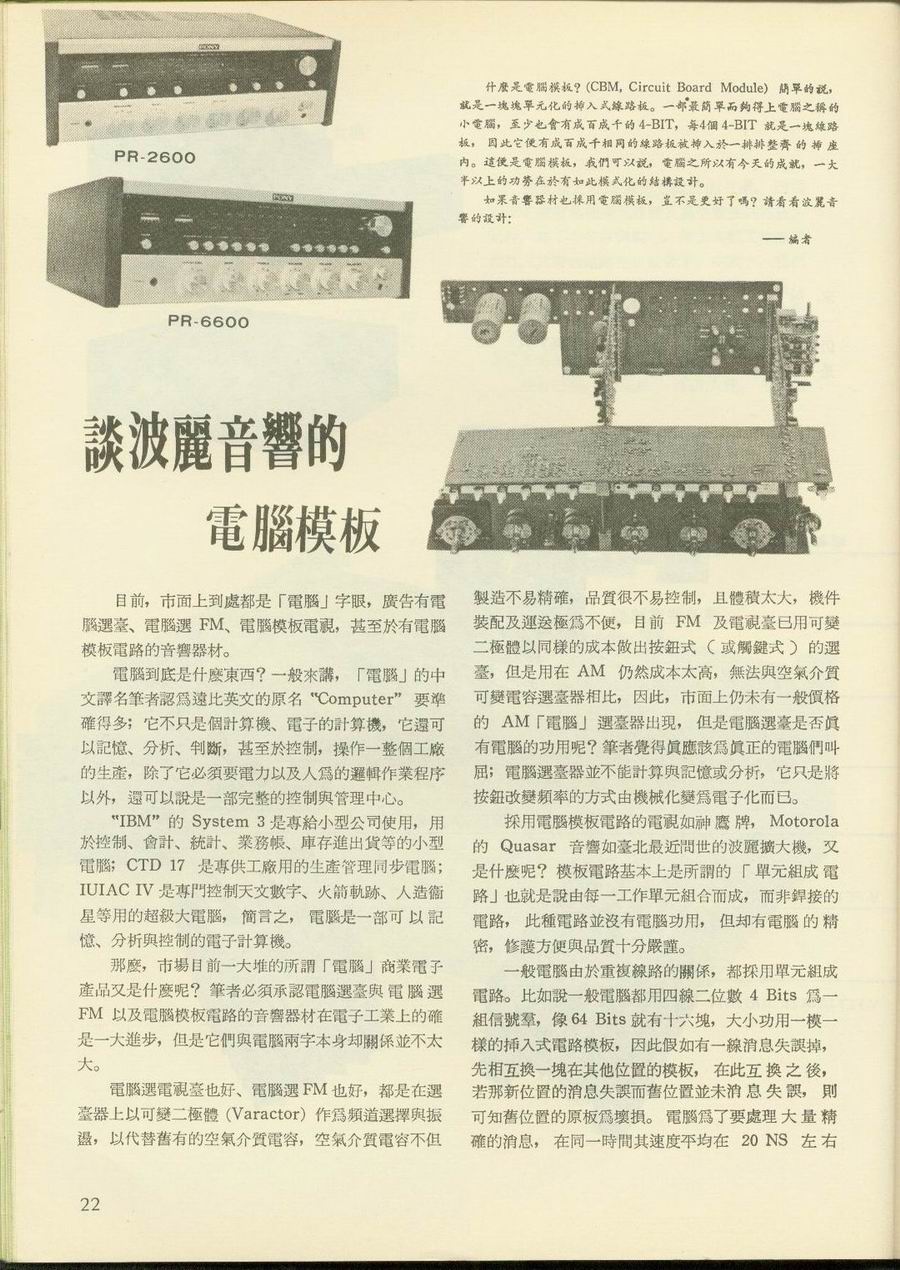 PONY
PR-2600
PONY
PR-6600
什麼是電腦模板? (CBM, Circuit Board Module) 簡單的説,
就是一塊塊單元化的挿入式線路板。一部最簡單而夠得上電腦之稱的
小電腦,至少也會有成百成千的 4-BIT, 每4個 4-BIT 就是一塊線路
板, 因此它便有成百成千相同的線路板被挿入於一排排整齊的挿座
內。這便是電腦模板,我們可以説,電腦之所以有今天的成就,一大
半以上的功勞在於有如此模式化的結構設計。
如果音響器材也採用電腦模板,豈不是更好了嗎? 請看看波麗音
響的設計:
── 編者
談波麗音響的
電腦模板
目前,市面上到處都是「電腦」字眼,廣告有電
腦選臺、電腦選 FM、電腦模板電視,甚至於有電腦
模板電路的音響器材。
電腦到底是什麽東西? 一般來講, 「電腦」的中
文譯名筆者認爲遠比英文的原名 “Computer” 要準
確得多; 它不只是個計算機、電子的計算機,它還可
以記憶、分析、判斷,甚至於控制,操作一整個工廠
的生產,除了它必須要電力以及人爲的邏輯作業程序
以外,還可以說是一部完整的控制與管理中心。
“IBM” 的 System 3 是專給小型公司使用,用
於控制、會計、統計、業務帳、庫存進出貨等的小型
電腦; CTD 17 是專供工廠用的生產管理同步電腦;
IUIAC IV 是專門控制天文數字、火箭軌跡、人造衞
星等用的超級大電腦, 簡言之, 電腦是一部可以記
憶、分析與控制的電子計算機。
那麽,市場目前一大堆的所謂「電腦」商業電子
產品又是什麽呢? 筆者必須承認電腦選臺與電腦選
FM 以及電腦模板電路的音響器材在電子工業上的確
是一大進步,但是它們與電腦兩字本身却關係並不太
大。
電腦選電視臺也好、電腦選 FM 也好, 都是在選
臺器上以可變二極體 (Varactor) 作爲頻道選擇與振
盪,以代替舊有的空氣介質電容,空氣介質電容不但
製造不易精確,品質很不易控制,且體積太大,機件
裝配及運送極爲不便,目前 FM 及電視臺已用可變
二極體以同樣的成本做出按鈕式 (或觸鍵式) 的選
臺,但是用在 AM 仍然成本太高,無法與空氣介質
可變電容選臺器相比,因此,市面上仍未有一般價格
的 AM「電腦」選臺器出現, 但是電腦選臺是否眞
有電腦的功用呢? 筆者覺得眞應該爲眞正的電腦們叫
屈; 電腦選臺器並不能計算與記憶或分析,它只是將
按鈕改變頻率的方式由機械化變爲電子化而已。
採用電腦模板電路的電視如神鷹牌, Motorola
的 Quasar 音響如臺北最近問世的波麗擴大機,又
是什麽呢? 模板電路基本上是所謂的「單元組成電
路」也就是說由每一工作單元組合而成,而非銲接的
電路, 此種電路並沒有電腦功用, 但却有電腦的精
密,修護方便與品質十分嚴謹。
一般電腦由於重複線路的關係,都採用單元組成
電路。比如說一般電腦都用四線二位數 4 Bits 爲一
組信號羣,像 64 Bits 就有十六塊,大小功用一模一
樣的挿入式電路模板,因此假如有一線消息失誤掉,
先相互換一塊在其他位置的模板, 在此互換之後,
若那新位置的消息失誤而舊位置並未消息失誤, 則
可知舊位置的原板爲壞損。 電腦爲了要處理大量精
確的消息, 在同一時間其速度平均在 20 NS 左右
22